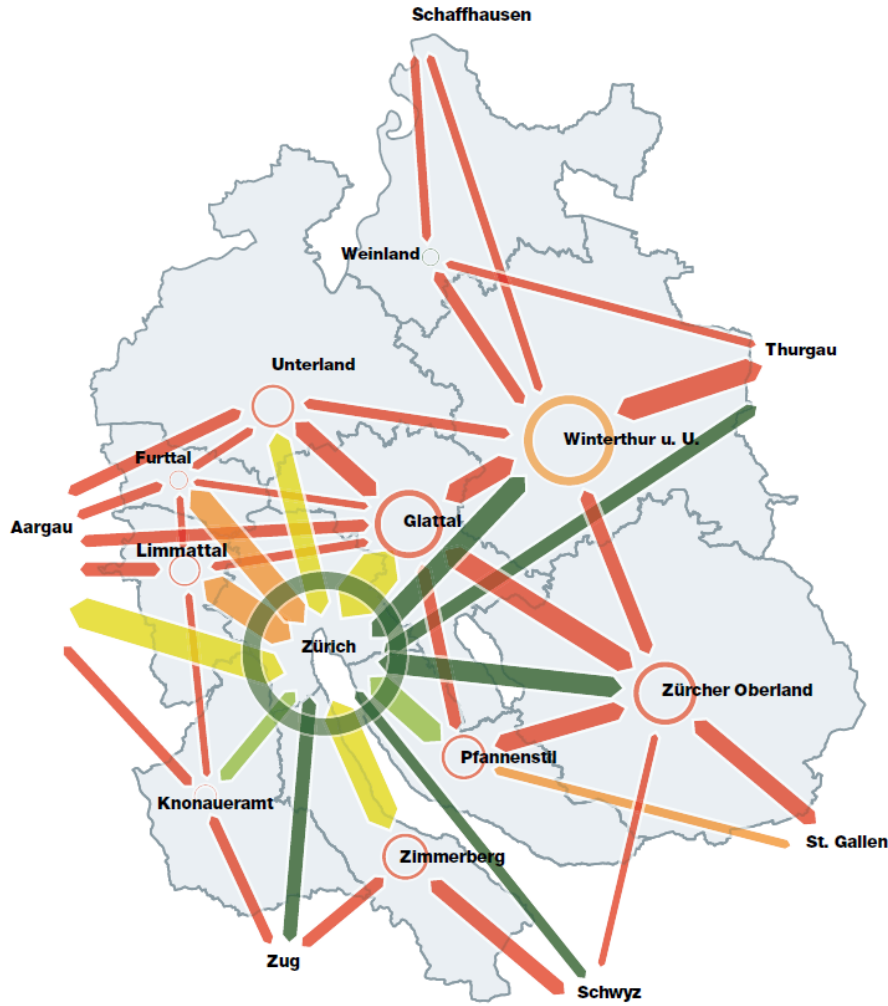 Schaffhausen
Weinland
Thurgau
Unterland
Winterthur u. U.
Furttal
Glattal
Aargau
Limmattal
Zürich
Zürcher Oberland
Pfannenstil
Knonaueramt
St. Gallen
Zimmerberg
Zug
Schwyz